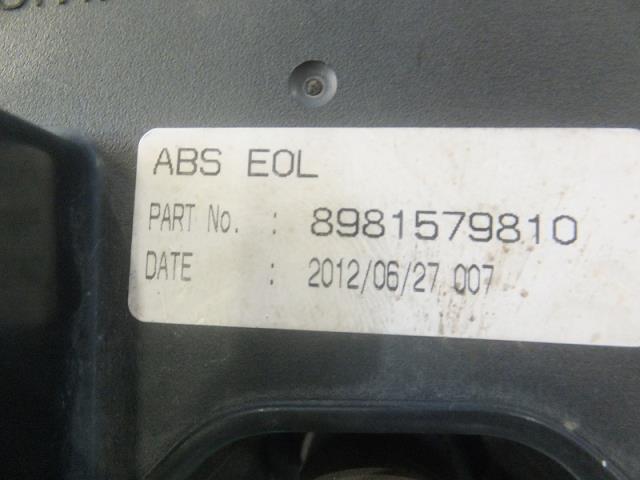 ABS EOL
PART No. : 8981579810
DATE : 2012/06/27 007